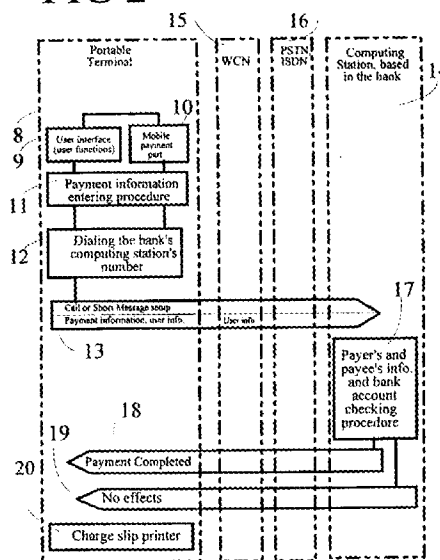 FIG 2
15
16
Portable
Terminal
WCN
PSTN
ISDN
Computing
Station, based
in the bank
8
10
9
User interface
(user functions)
Mobile
payment
part
11
Payment information
entering procedure
12
Dialing the bank's
computing station's
number
Call or Short Message setup
Payment information, user info.
User info
13
17
Payer's and
payee's info.
and bank
account
checking
procedure
18
Payment Completed
19
No effects
20
Charge slip printer